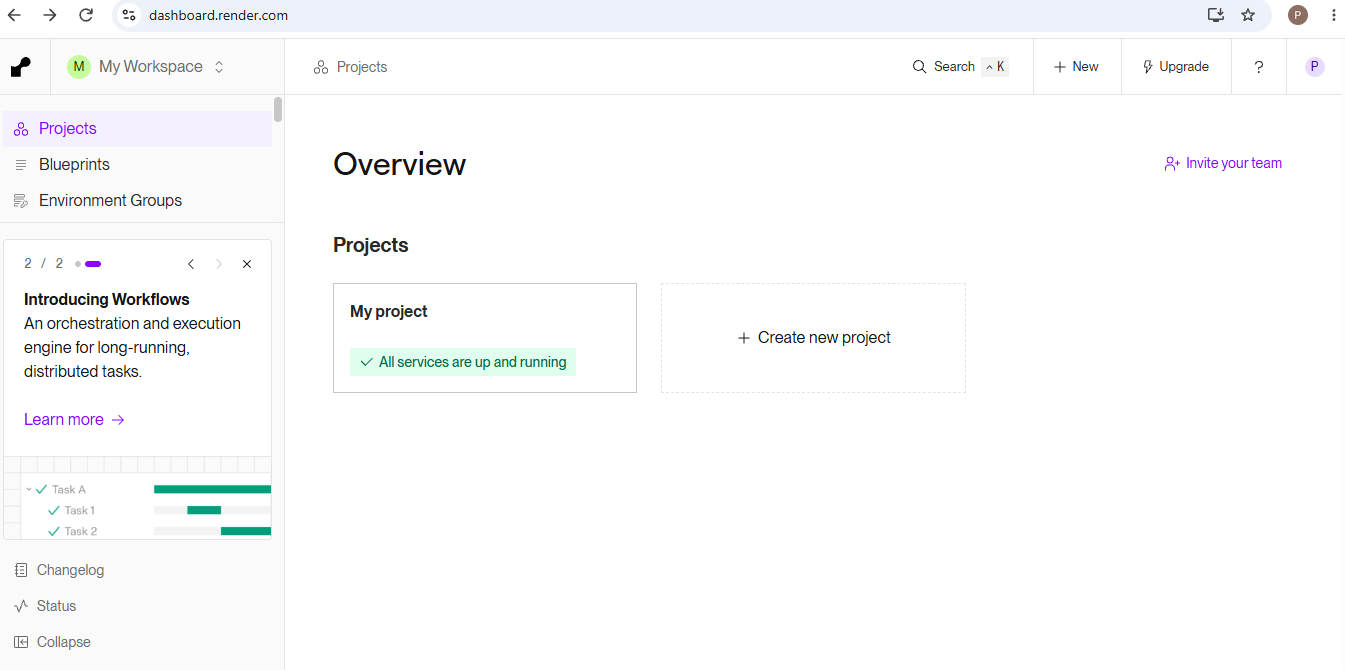 dashboard.render.com
P
M My Workspace
Projects
Search ^ K
+ New
Upgrade
?
P
Projects
Blueprints
Environment Groups
2 / 2
Introducing Workflows
An orchestration and execution
engine for long-running,
distributed tasks.
Learn more →
Task A
Task 1
Task 2
Changelog
Status
Collapse
Overview
Invite your team
Projects
My project
All services are up and running
+ Create new project